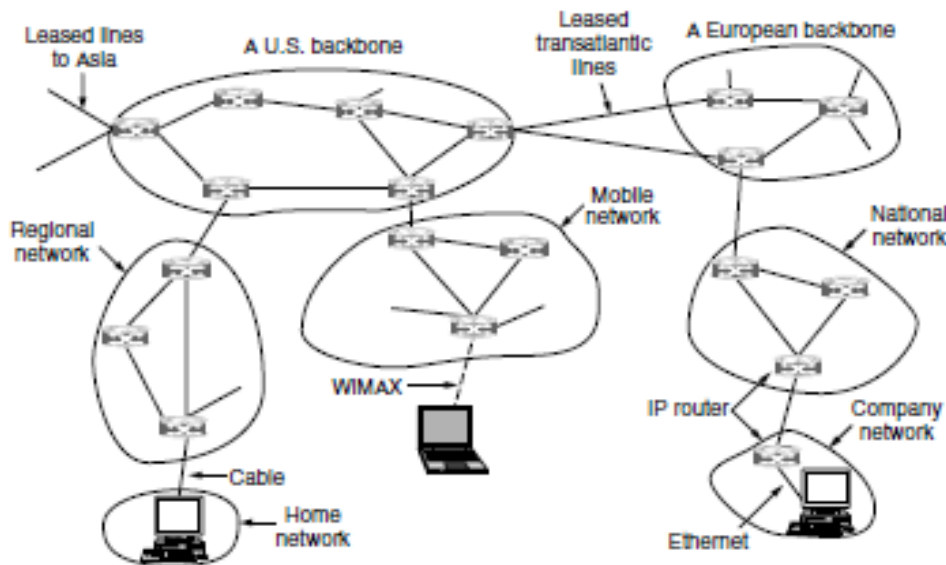 Leased lines
to Asia
A U.S. backbone
Leased
transatlantic
lines
A European backbone
Regional
network
Mobile
network
National
network
WiMAX
IP router
Company
network
Cable
Home
network
Ethernet